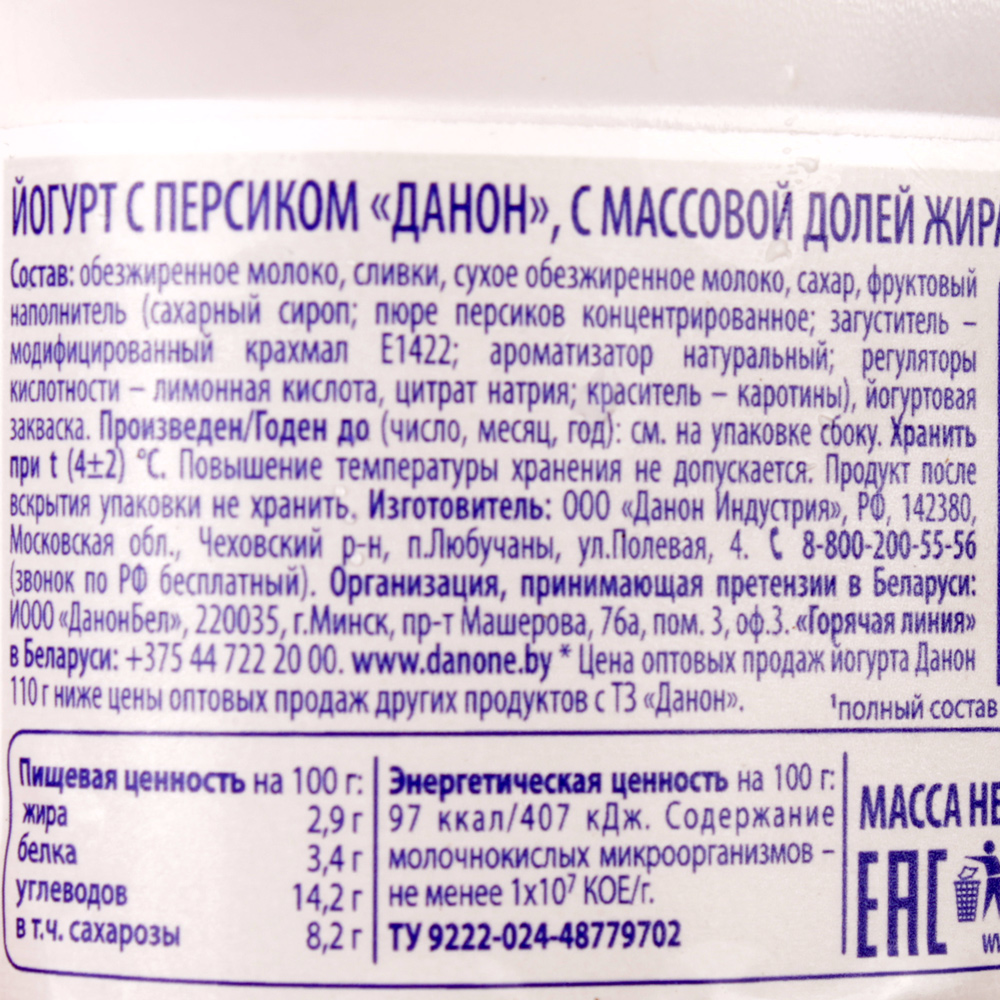 ЙОГУРТ С ПЕРСИКОМ «ДАНОН», С МАССОВОЙ ДОЛЕЙ ЖИРА
Состав: обезжиренное молоко, сливки, сухое обезжиренное молоко, сахар, фруктовый
наполнитель (сахарный сироп; пюре персиков концентрированное; загуститель –
модифицированный крахмал Е1422; ароматизатор натуральный; регуляторы
кислотности – лимонная кислота, цитрат натрия; краситель – каротины), йогуртовая
закваска. Произведен/Годен до (число, месяц, год): см. на упаковке сбоку. Хранить
при t (4±2) °С. Повышение температуры хранения не допускается. Продукт после
вскрытия упаковки не хранить. Изготовитель: ООО «Данон Индустрия», РФ, 142380,
Московская обл., Чеховский р-н, п.Любучаны, ул.Полевая, 4. 8-800-200-55-56
(звонок по РФ бесплатный). Организация, принимающая претензии в Беларуси:
ИООО «ДанонБел», 220035, г.Минск, пр-т Машерова, 76а, пом. 3, оф.3. «Горячая линия»
в Беларуси: +375 44 722 20 00. www.danone.by * Цена оптовых продаж йогурта Данон
110 г ниже цены оптовых продаж других продуктов с ТЗ «Данон».
¹полный состав
Пищевая ценность на 100 г:
жира 2,9 г
белка 3,4 г
углеводов 14,2 г
в т.ч. сахарозы 8,2 г
Энергетическая ценность на 100 г:
97 ккал/407 кДж. Содержание
молочнокислых микроорганизмов –
не менее 1х10⁷ КОЕ/г.
ТУ 9222-024-48779702
МАССА НЕ
ЕАС